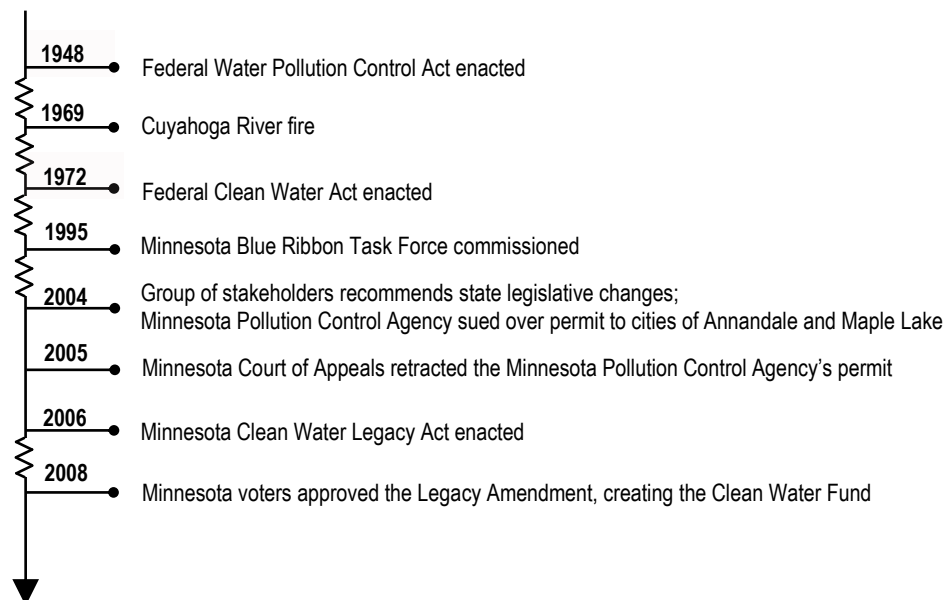 1948
Federal Water Pollution Control Act enacted
1969
Cuyahoga River fire
1972
Federal Clean Water Act enacted
1995
Minnesota Blue Ribbon Task Force commissioned
2004
Group of stakeholders recommends state legislative changes;
Minnesota Pollution Control Agency sued over permit to cities of Annandale and Maple Lake
2005
Minnesota Court of Appeals retracted the Minnesota Pollution Control Agency’s permit
2006
Minnesota Clean Water Legacy Act enacted
2008
Minnesota voters approved the Legacy Amendment, creating the Clean Water Fund